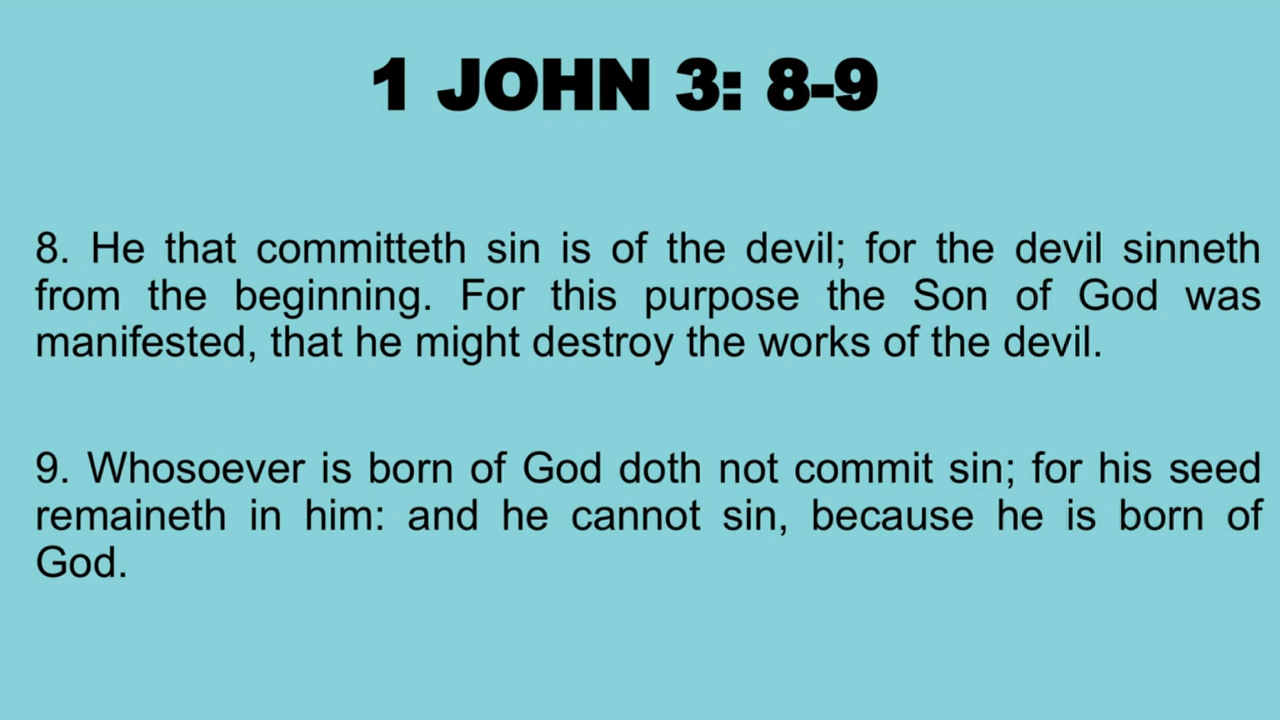 1 JOHN 3: 8-9
8. He that committeth sin is of the devil; for the devil sinneth
from the beginning. For this purpose the Son of God was
manifested, that he might destroy the works of the devil.
9. Whosoever is born of God doth not commit sin; for his seed
remaineth in him: and he cannot sin, because he is born of
God.